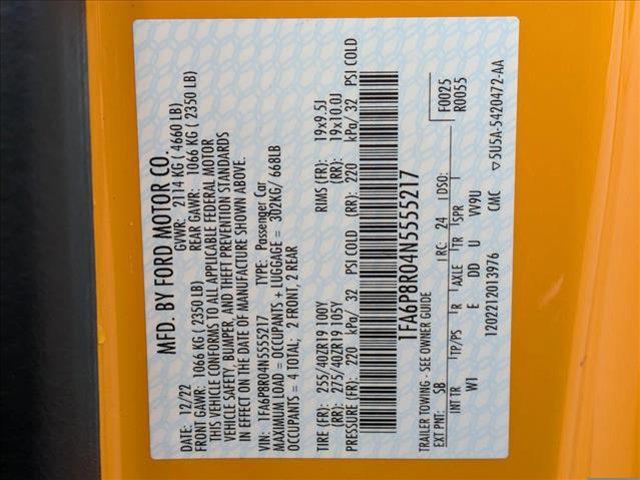 MFD. BY FORD MOTOR CO.
DATE: 12/22 GVWR: 2114 KG ( 4660 LB)
FRONT GAWR: 1066 KG ( 2350 LB) REAR GAWR: 1066 KG ( 2350 LB)
THIS VEHICLE CONFORMS TO ALL APPLICABLE FEDERAL MOTOR
VEHICLE SAFETY, BUMPER, AND THEFT PREVENTION STANDARDS
IN EFFECT ON THE DATE OF MANUFACTURE SHOWN ABOVE.
VIN: 1FA6P8R04N5555217 TYPE: Passenger Car
MAXIMUM LOAD = OCCUPANTS + LUGGAGE = 302KG/ 668LB
OCCUPANTS = 4 TOTAL; 2 FRONT, 2 REAR
TIRE (FR): 255/40ZR19 100Y RIMS (FR): 19x9.5J
(RR): 275/40ZR19 105Y (RR): 19x10.0J
PRESSURE (FR): 220 kPa/ 32 PSI COLD (RR): 220 kPa/ 32 PSI COLD
1FA6P8R04N5555217
TRAILER TOWING - SEE OWNER GUIDE
F0025
R0055
EXT PNT: SB RC: 24 DSO:
INT TR TP/PS R AXLE TR SPR
W1 E DD U VV9U
1202212013976 CMC ▽5U5A-5420472-AA